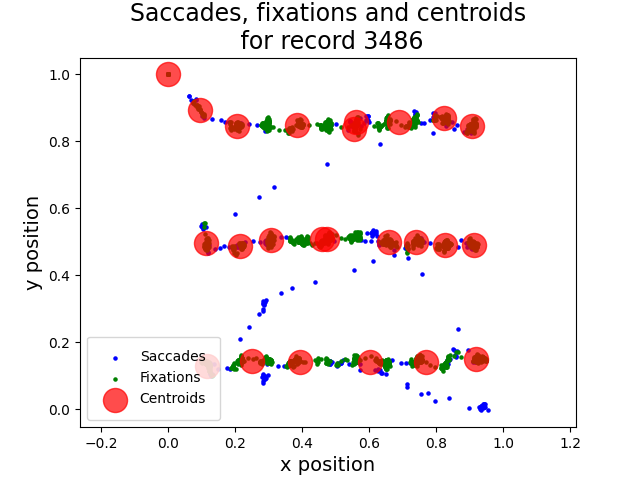 Saccades, fixations and centroids
for record 3486
y position
1.0
0.8
0.6
0.4
0.2
0.0
Saccades
Fixations
Centroids
−0.2
0.0
0.2
0.4
0.6
0.8
1.0
1.2
x position